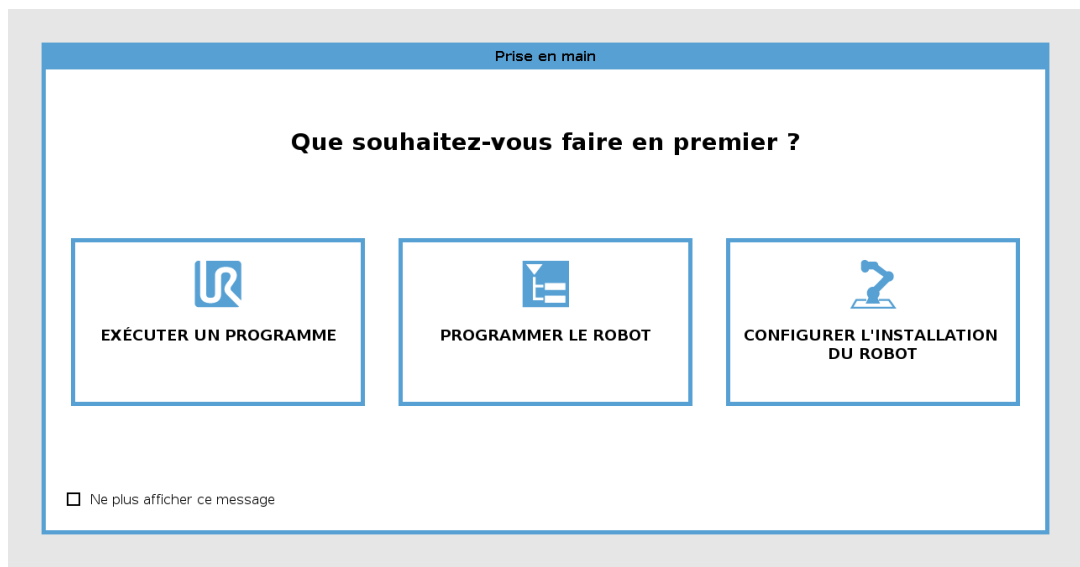 Prise en main
Que souhaitez-vous faire en premier ?
UR
EXÉCUTER UN PROGRAMME
PROGRAMMER LE ROBOT
CONFIGURER L'INSTALLATION
DU ROBOT
Ne plus afficher ce message